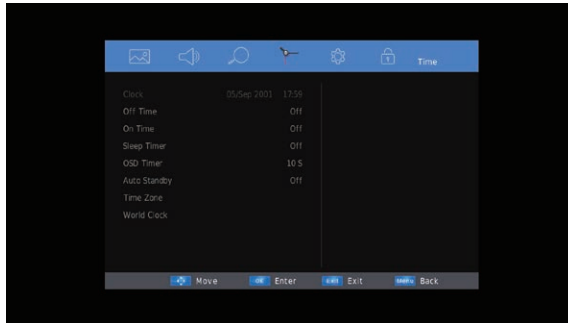 Time
Clock 05/Sep 2001 17:59
Off Time Off
On Time Off
Sleep Timer Off
OSD Timer 10 S
Auto Standby Off
Time Zone
World Clock
Move OK Enter EXIT Exit MENU Back